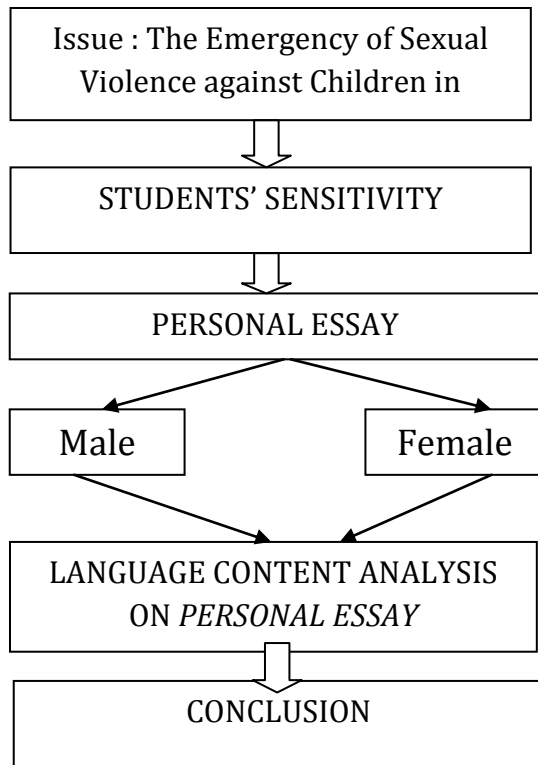 Issue : The Emergency of Sexual
Violence against Children in
STUDENTS’ SENSITIVITY
PERSONAL ESSAY
Male
Female
LANGUAGE CONTENT ANALYSIS
ON PERSONAL ESSAY
CONCLUSION